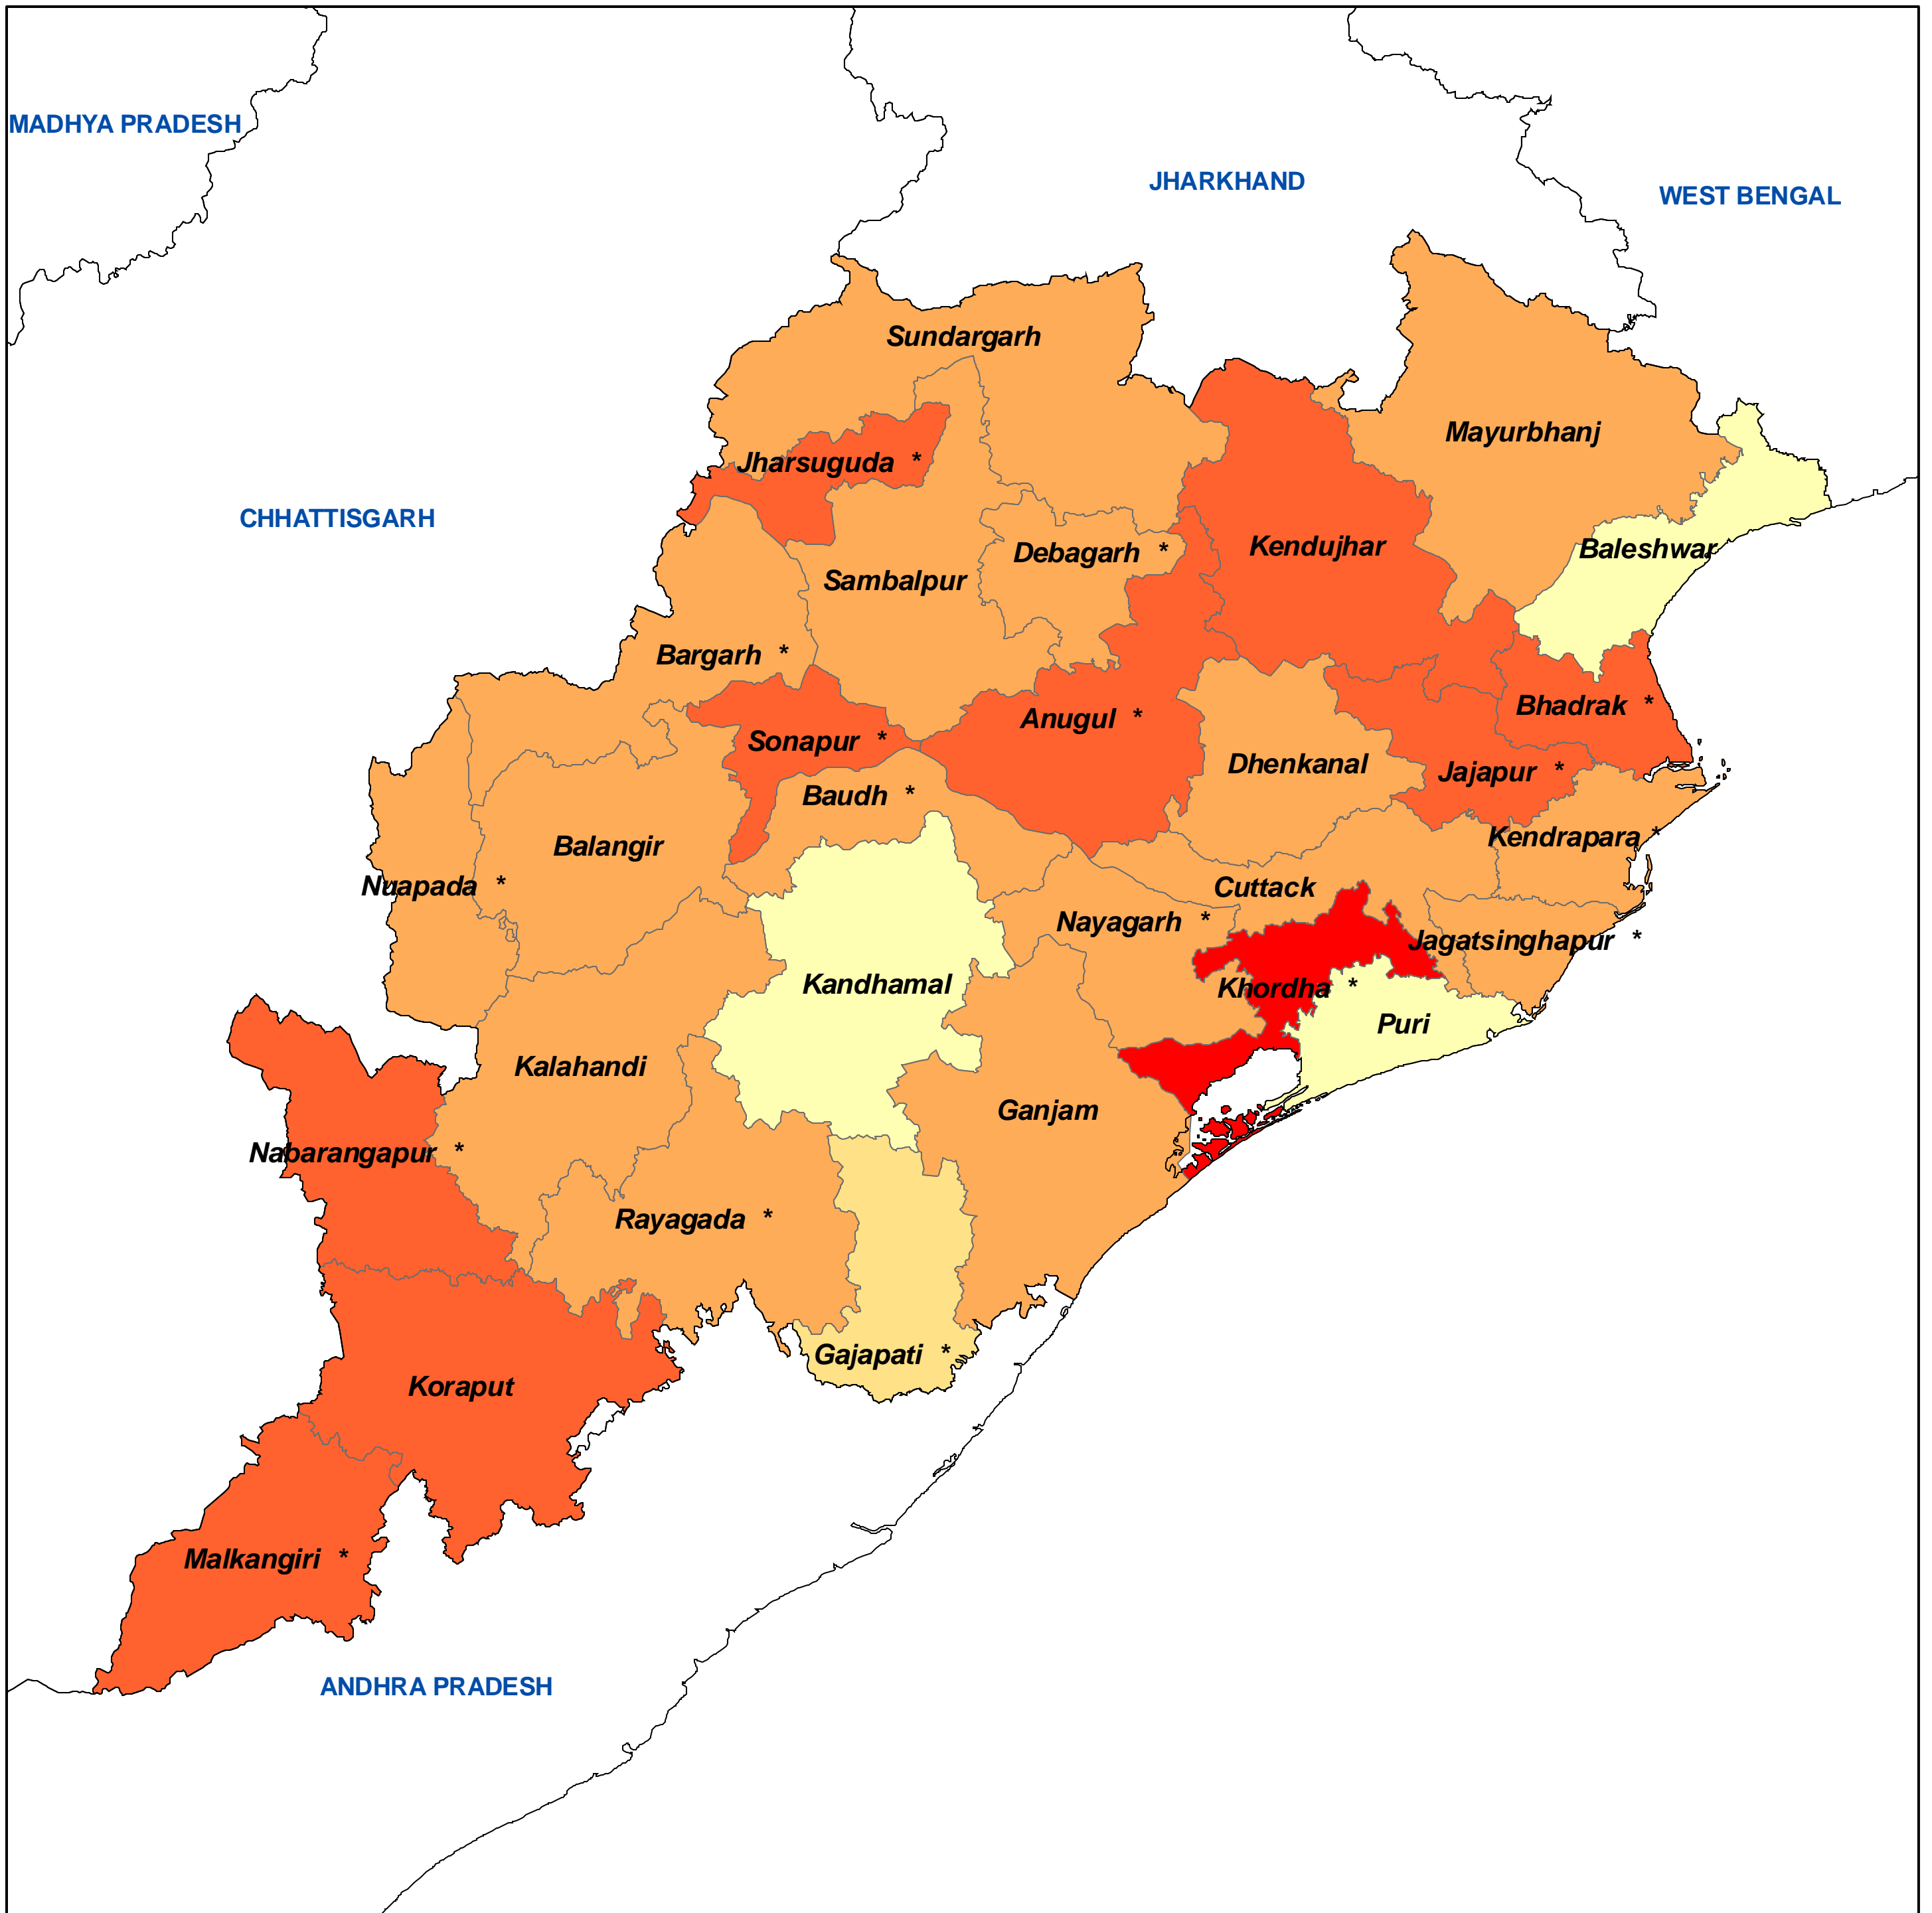 MADHYA PRADESH
JHARKHAND
WEST BENGAL
Sundargarh
Mayurbhanj
Jharsuguda *
CHHATTISGARH
Kendujhar
Baleshwar
Debagarh *
Sambalpur
Bargarh *
Bhadrak *
Anugul *
Sonapur *
Dhenkanal
Jajapur *
Baudh *
Kendrapara *
Balangir
Nuapada *
Cuttack
Nayagarh *
Jagatsinghapur *
Kandhamal
Khordha *
Puri
Kalahandi
Ganjam
Nabarangapur *
Rayagada *
Gajapati *
Koraput
Malkangiri *
ANDHRA PRADESH